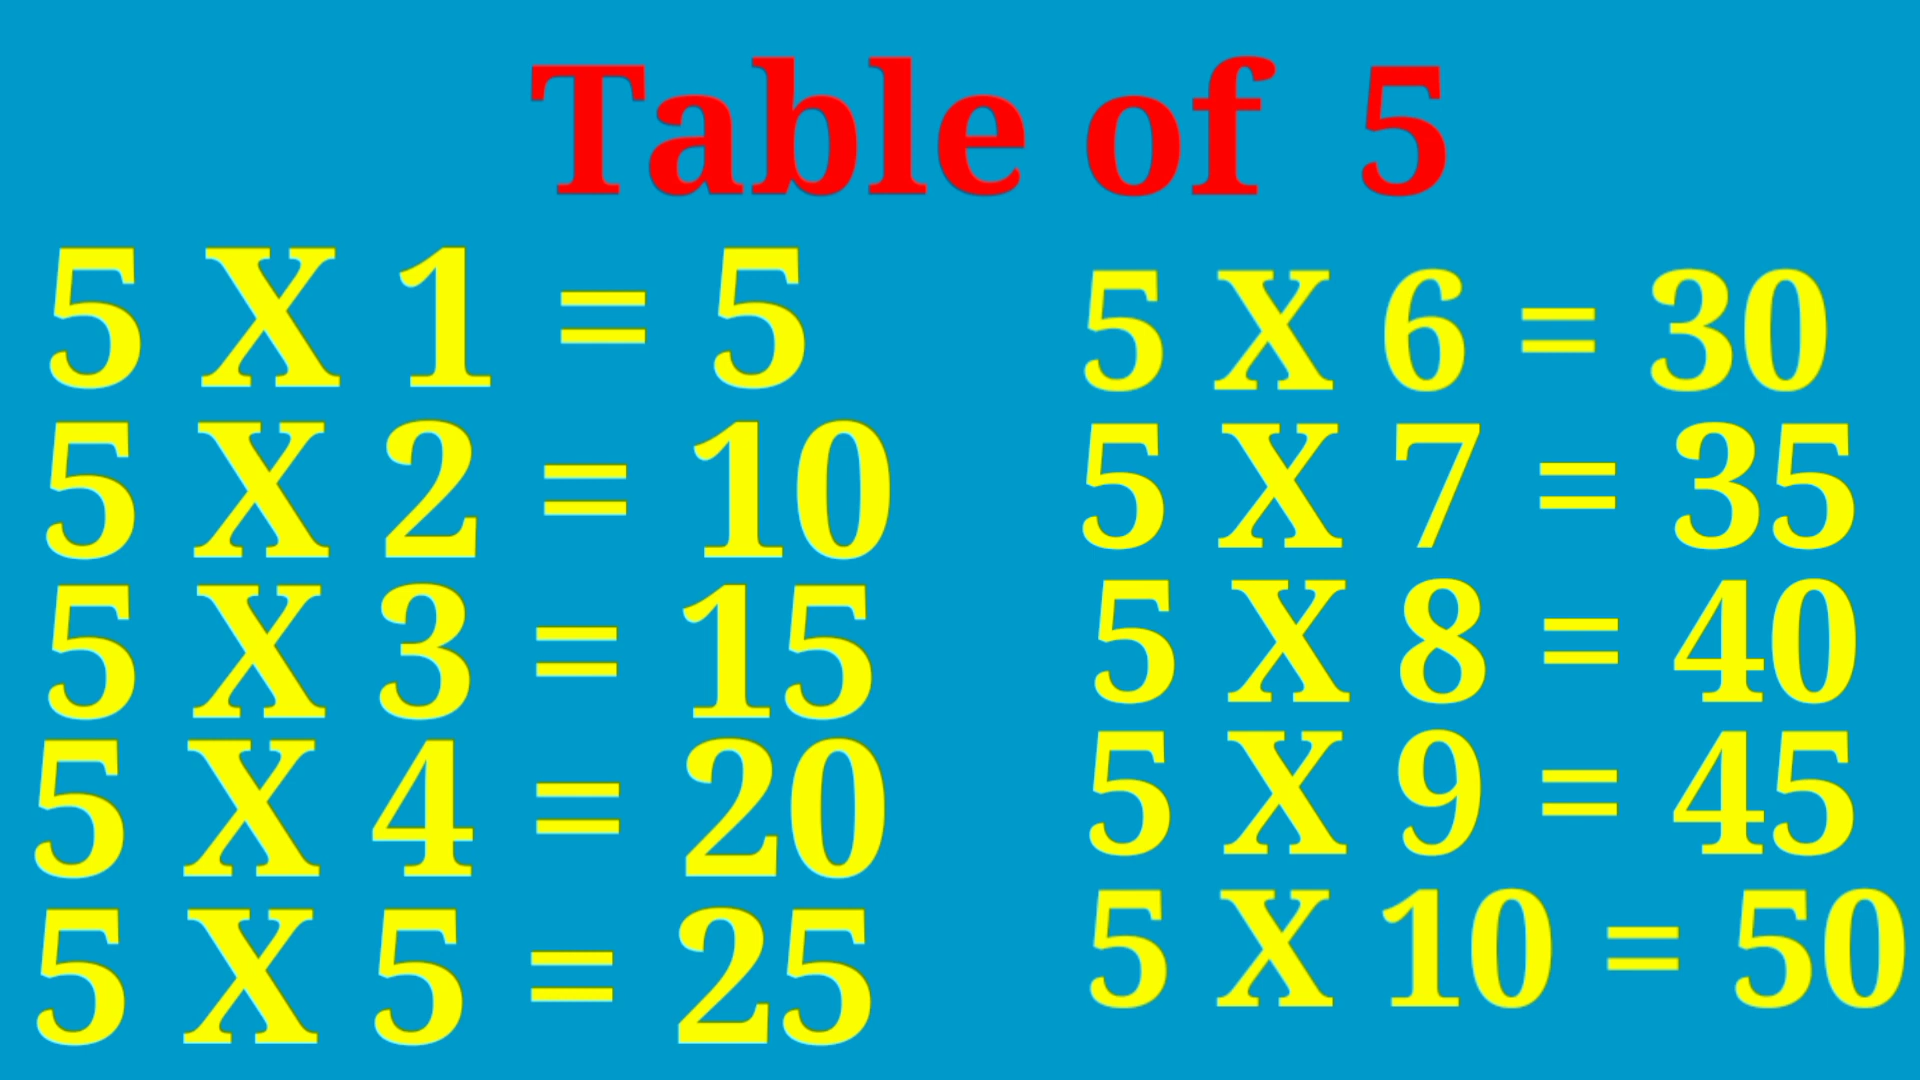 Table of 5
5 X 1 = 5
5 X 2 = 10
5 X 3 = 15
5 X 4 = 20
5 X 5 = 25
5 X 6 = 30
5 X 7 = 35
5 X 8 = 40
5 X 9 = 45
5 X 10 = 50